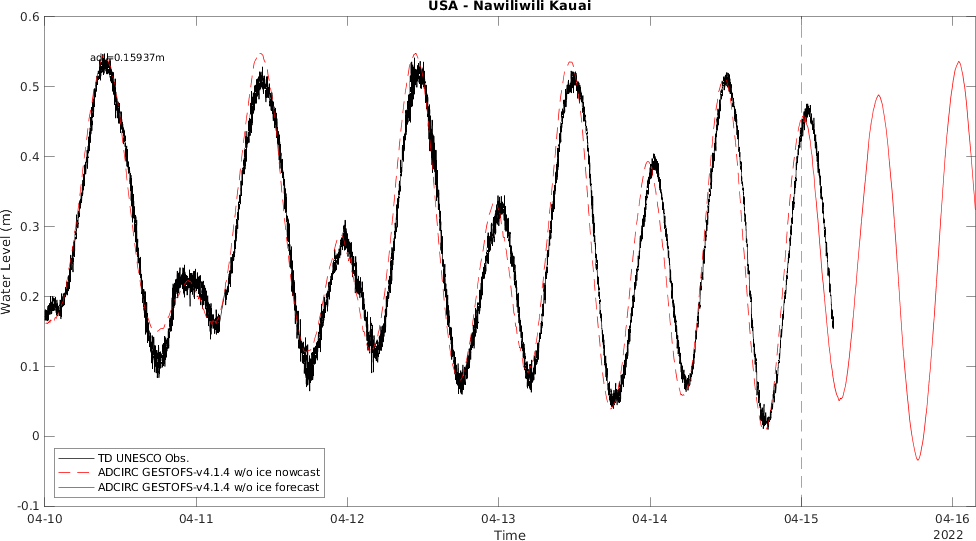 USA - Nawiliwili Kauai
0.6
0.5
0.4
0.3
0.2
0.1
0
-0.1
Water Level (m)
=0.15937m
TD UNESCO Obs.
ADCIRC GESTOFS-v4.1.4 w/o ice nowcast
ADCIRC GESTOFS-v4.1.4 w/o ice forecast
04-10
04-11
04-12
04-13
04-14
04-15
04-16
Time
2022